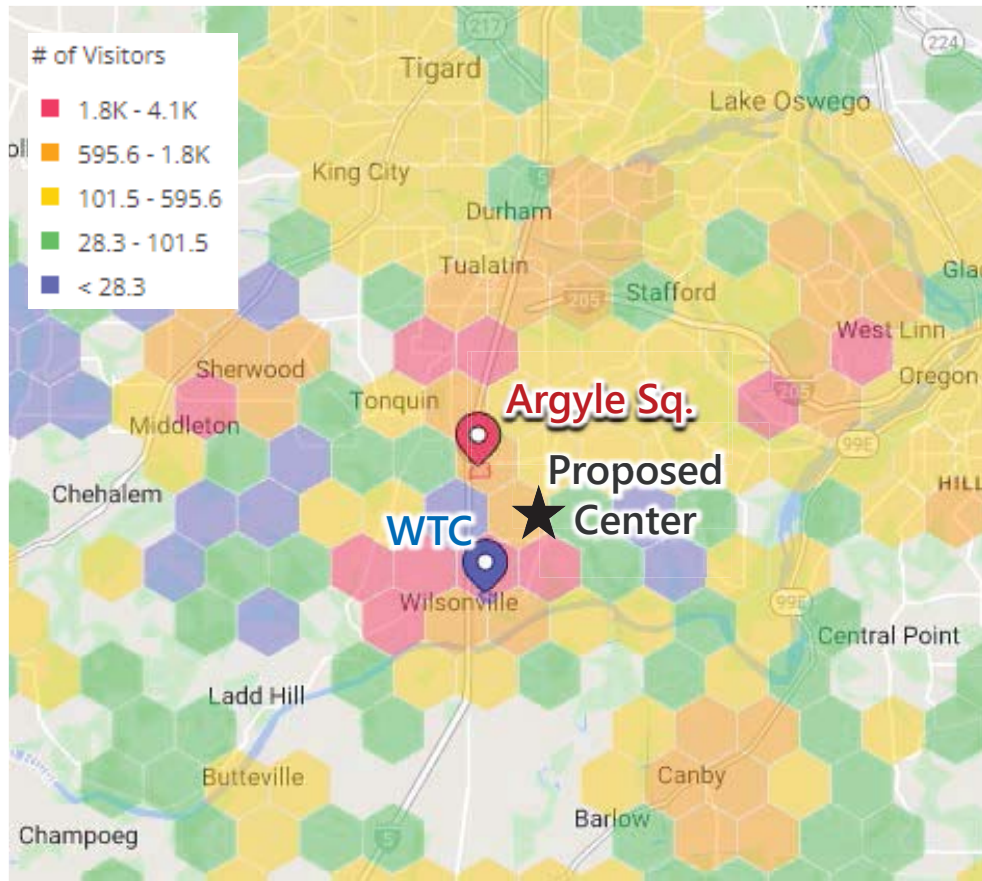 217
224
# of Visitors
1.8K - 4.1K
595.6 - 1.8K
101.5 - 595.6
28.3 - 101.5
< 28.3
Tigard
Lake Oswego
King City
5
Durham
Tualatin
205
Stafford
West Linn
Sherwood
Oregon
205
Tonquin
Argyle Sq.
Middleton
99E
Proposed
Center
Chehalem
WTC
Wilsonville
99E
Central Point
Ladd Hill
Butteville
Canby
Barlow
Champoeg
5